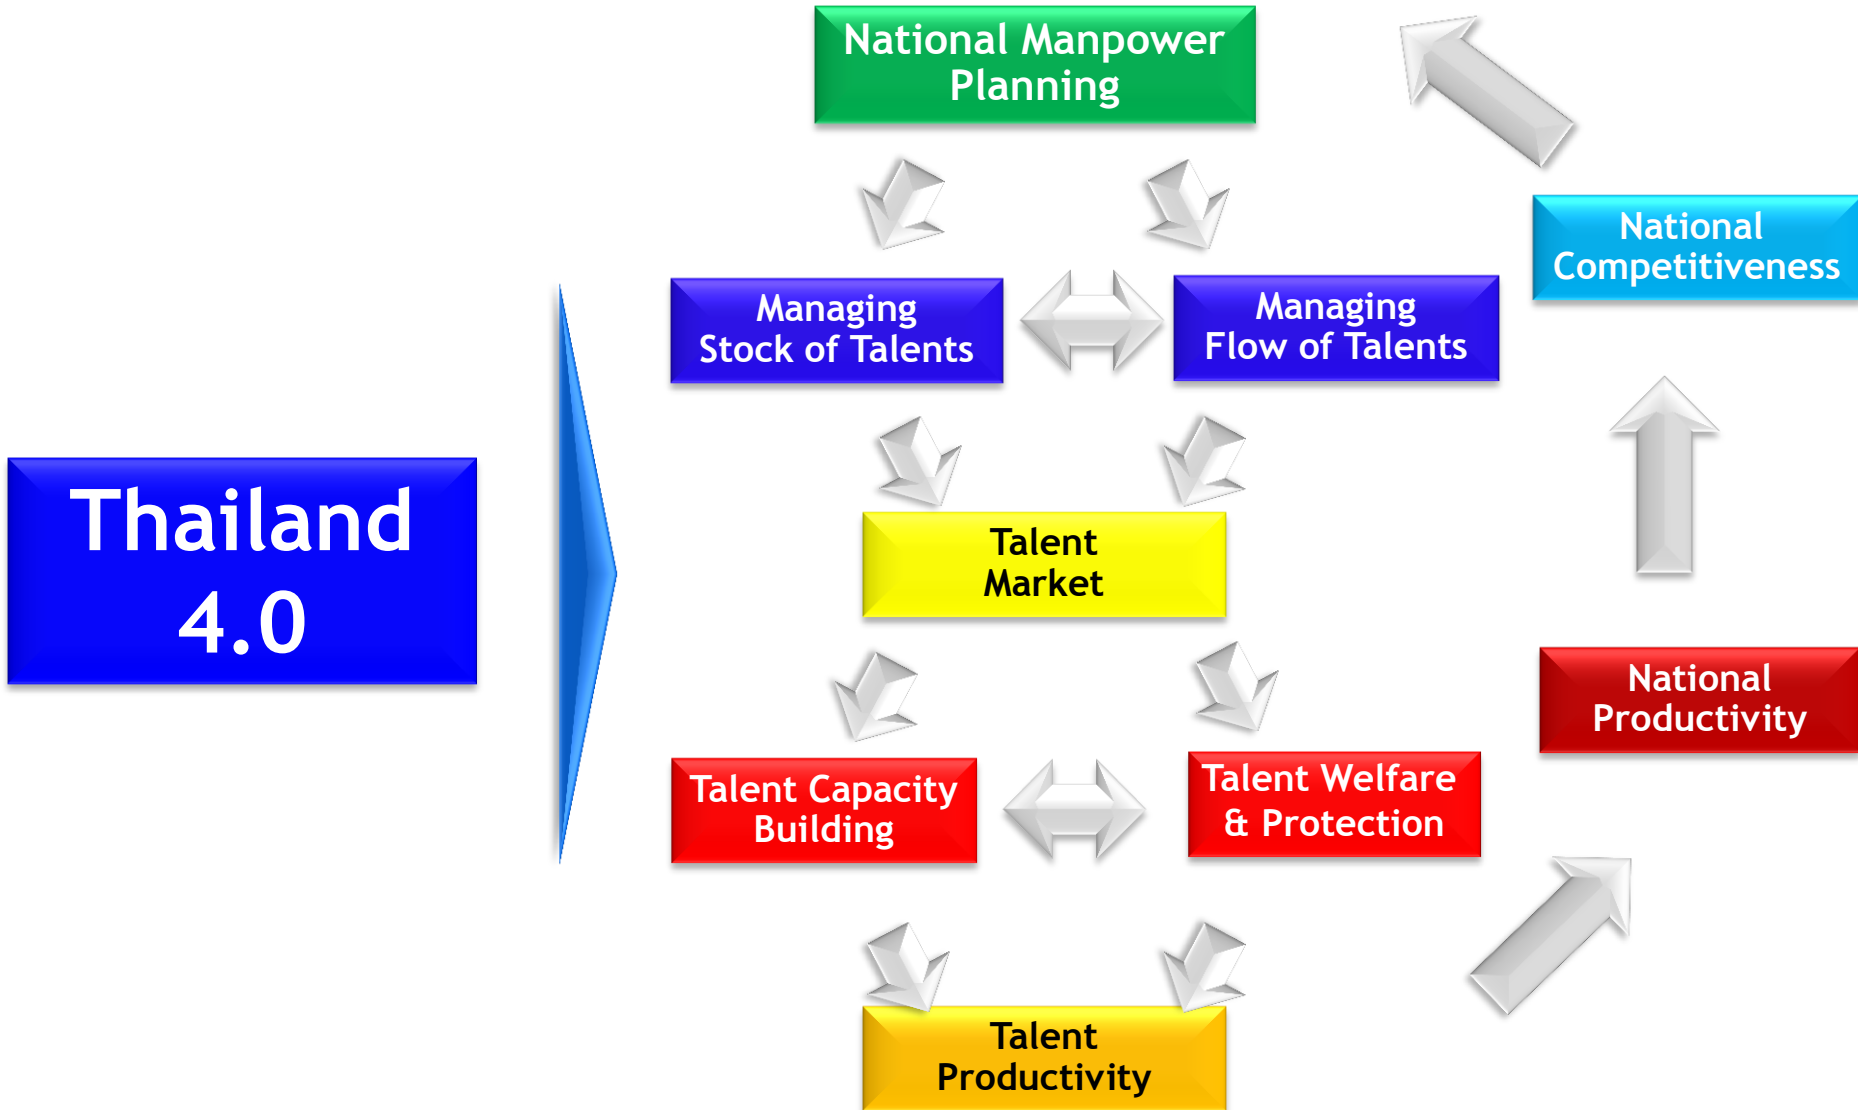 National Manpower
Planning
National
Competitiveness
Managing
Stock of Talents
Managing
Flow of Talents
Thailand
4.0
Talent
Market
National
Productivity
Talent Capacity
Building
Talent Welfare
& Protection
Talent
Productivity